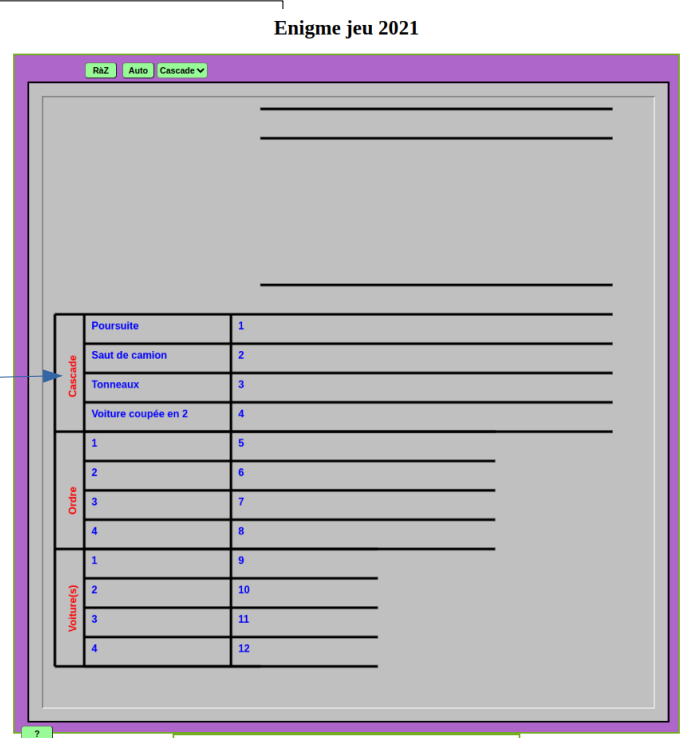 Enigme jeu 2021
RàZ Auto Cascade
Cascade
Poursuite 1
Saut de camion 2
Tonneaux 3
Voiture coupée en 2 4
Ordre
1 5
2 6
3 7
4 8
Voiture(s)
1 9
2 10
3 11
4 12
?